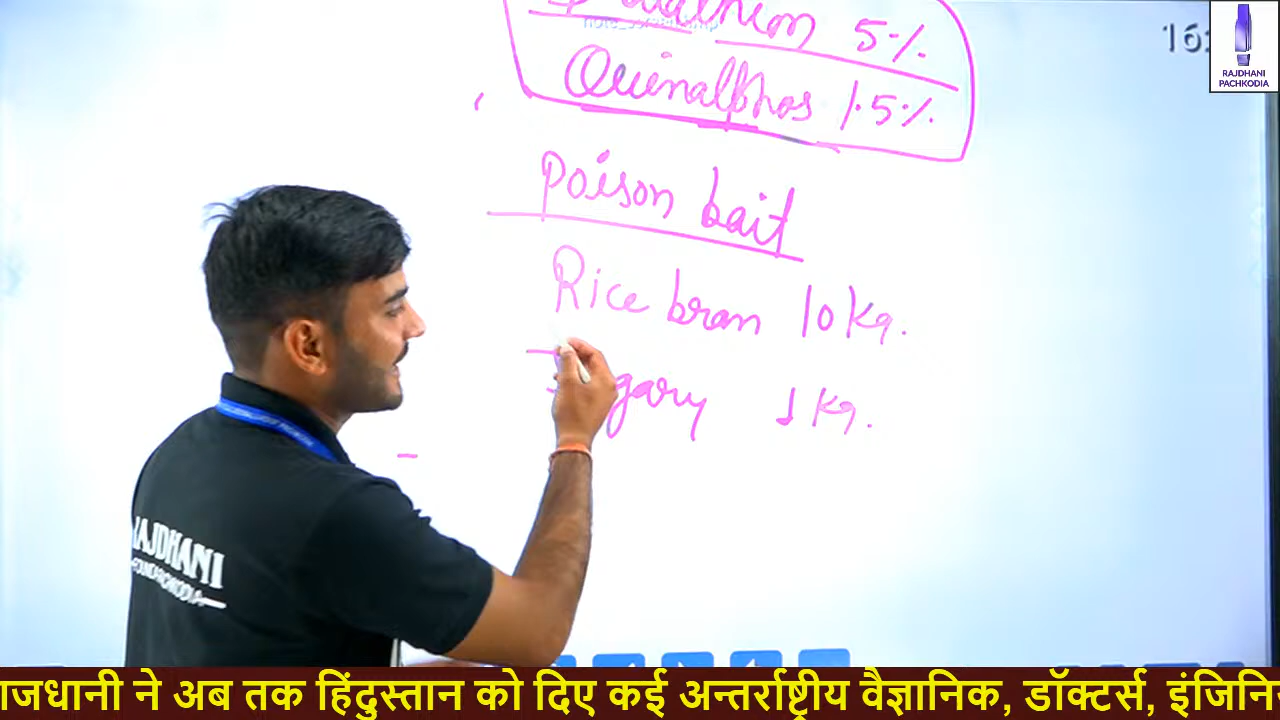 5%
Quinalphos 1.5%
Poison bait
Rice bran 10 kg.
1 kg.
16:
RAJDHANI
PACHKODIA
RAJDHANI
राजधानी ने अब तक हिंदुस्तान को दिए कई अन्तर्राष्ट्रीय वैज्ञानिक, डॉक्टर्स, इंजिनि